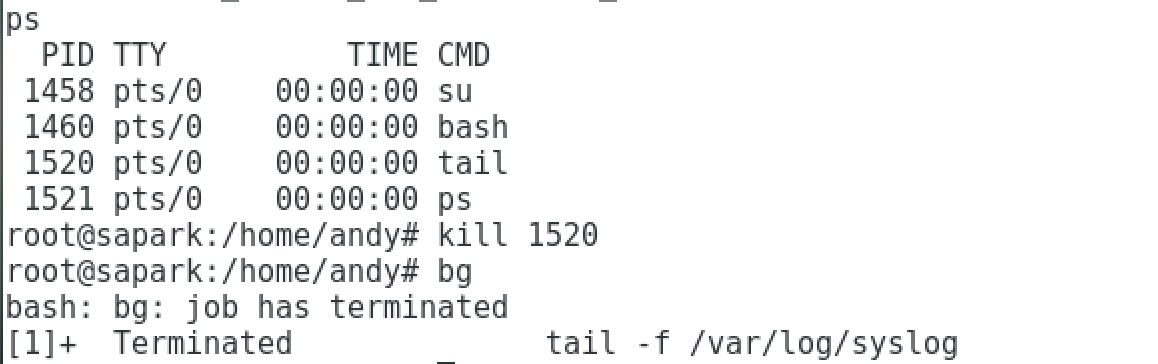 ps
  PID TTY          TIME CMD
 1458 pts/0    00:00:00 su
 1460 pts/0    00:00:00 bash
 1520 pts/0    00:00:00 tail
 1521 pts/0    00:00:00 ps
root@sapark:/home/andy# kill 1520
root@sapark:/home/andy# bg
bash: bg: job has terminated
[1]+  Terminated              tail -f /var/log/syslog